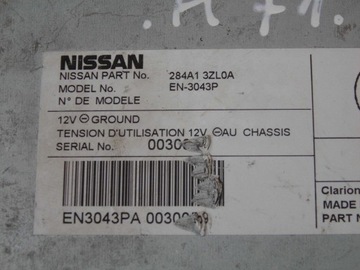 H 71.
NISSAN
NISSAN PART No. 284A1 3ZL0A
MODEL No. EN-3043P
N° DE MODELE
12V ⊖ GROUND
TENSION D'UTILISATION 12V ⊖ AU CHASSIS
SERIAL No.
Clarion
MADE
PART N
EN3043PA